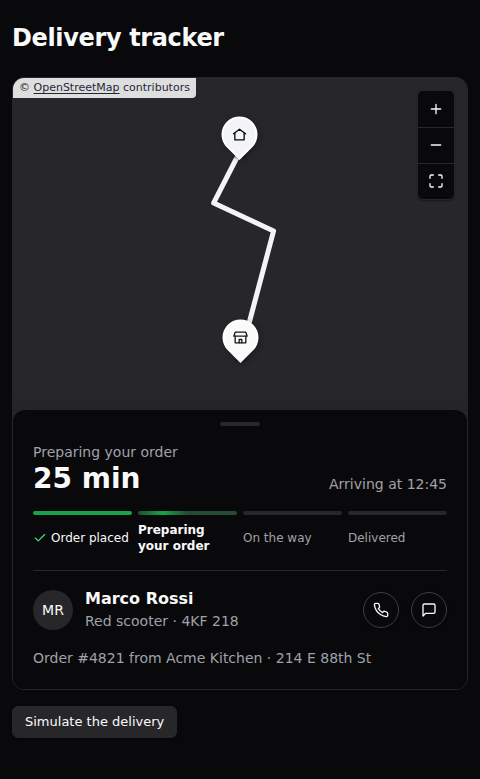 Delivery tracker
© OpenStreetMap contributors
Preparing your order
25 min
Arriving at 12:45
Order placed
Preparing
your order
On the way
Delivered
MR
Marco Rossi
Red scooter · 4KF 218
Order #4821 from Acme Kitchen · 214 E 88th St
Simulate the delivery